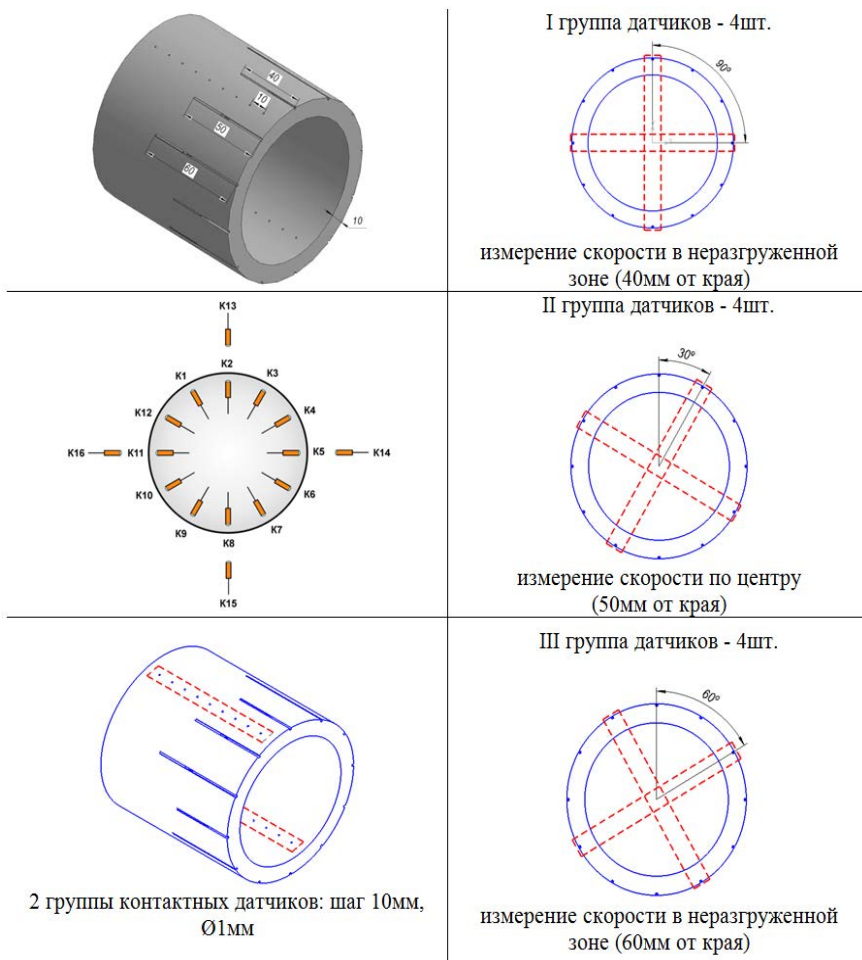 40
10
50
60
10
I группа датчиков - 4шт.
90º
измерение скорости в неразгруженной
зоне (40мм от края)
K13
K1
K2
K3
K12
K4
K16
K11
K5
K14
K10
K6
K9
K7
K8
K15
II группа датчиков - 4шт.
30º
измерение скорости по центру
(50мм от края)
2 группы контактных датчиков: шаг 10мм,
Ø1мм
III группа датчиков - 4шт.
60º
измерение скорости в неразгруженной
зоне (60мм от края)